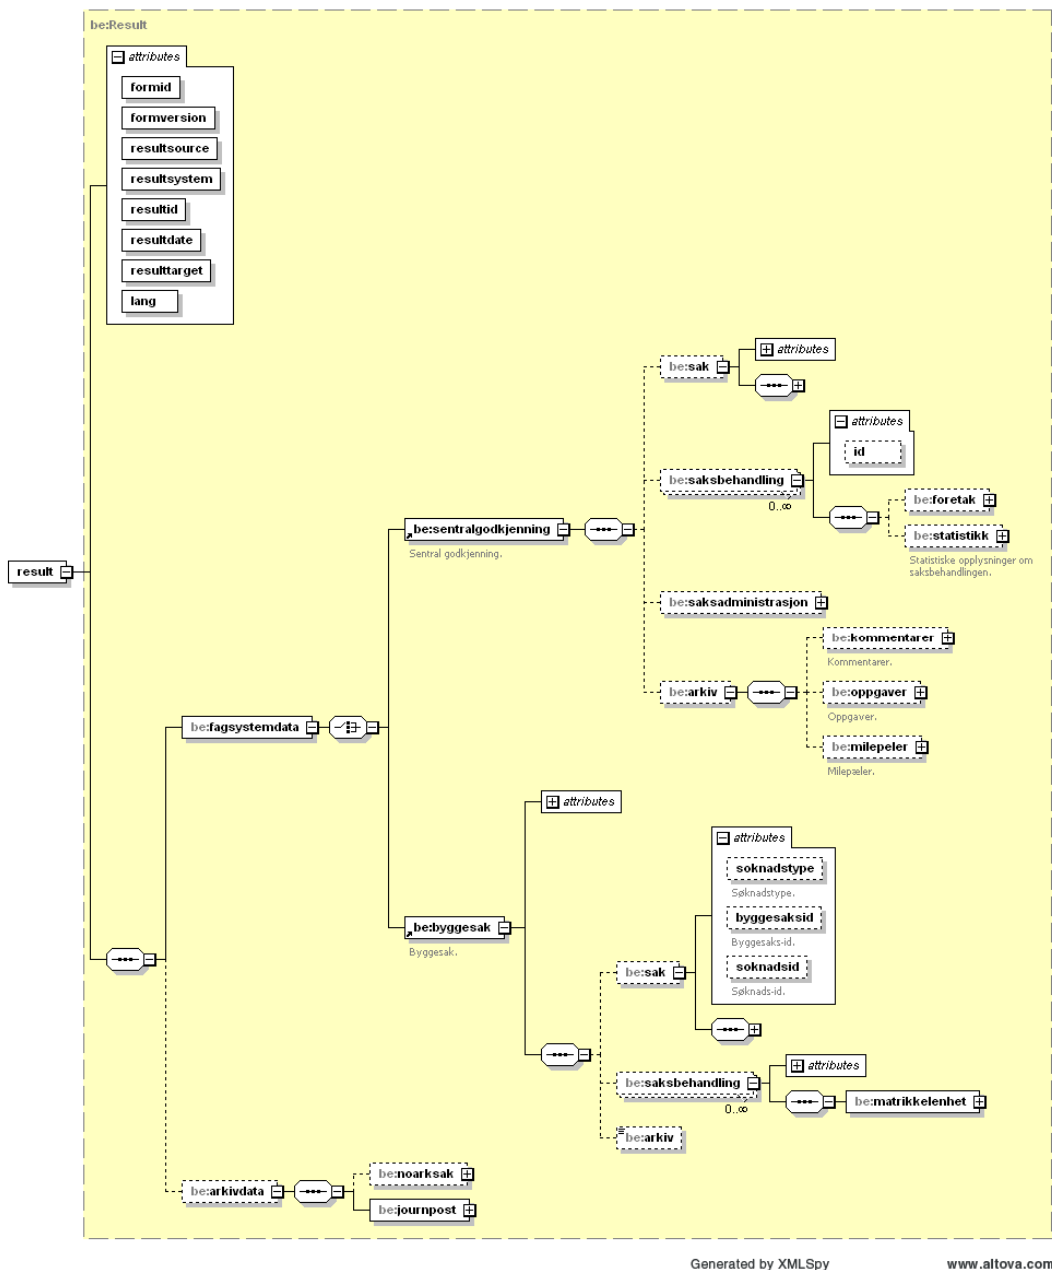 be:Result
attributes
formid
formversion
resultsource
resultsystem
resultid
resultdate
resulttarget
lang
be:sak
attributes
attributes
id
be:saksbehandling
0..∞
be:foretak
be:statistikk
Statistiske opplysninger om
saksbehandlingen.
be:sentralgodkjenning
Sentral godkjenning.
result
be:saksadministrasjon
be:kommentarer
Kommentarer.
be:arkiv
be:oppgaver
Oppgaver.
be:fagsystemdata
be:milepeler
Milepæler.
attributes
attributes
soknadstype
Søknadstype.
byggesaksid
Byggesaks-id.
be:byggesak
Byggesak.
soknadsid
Søknads-id.
be:sak
attributes
be:saksbehandling
0..∞
be:matrikkelenhet
be:arkiv
be:noarksak
be:arkivdata
be:journpost
Generated by XMLSpy
www.altova.com